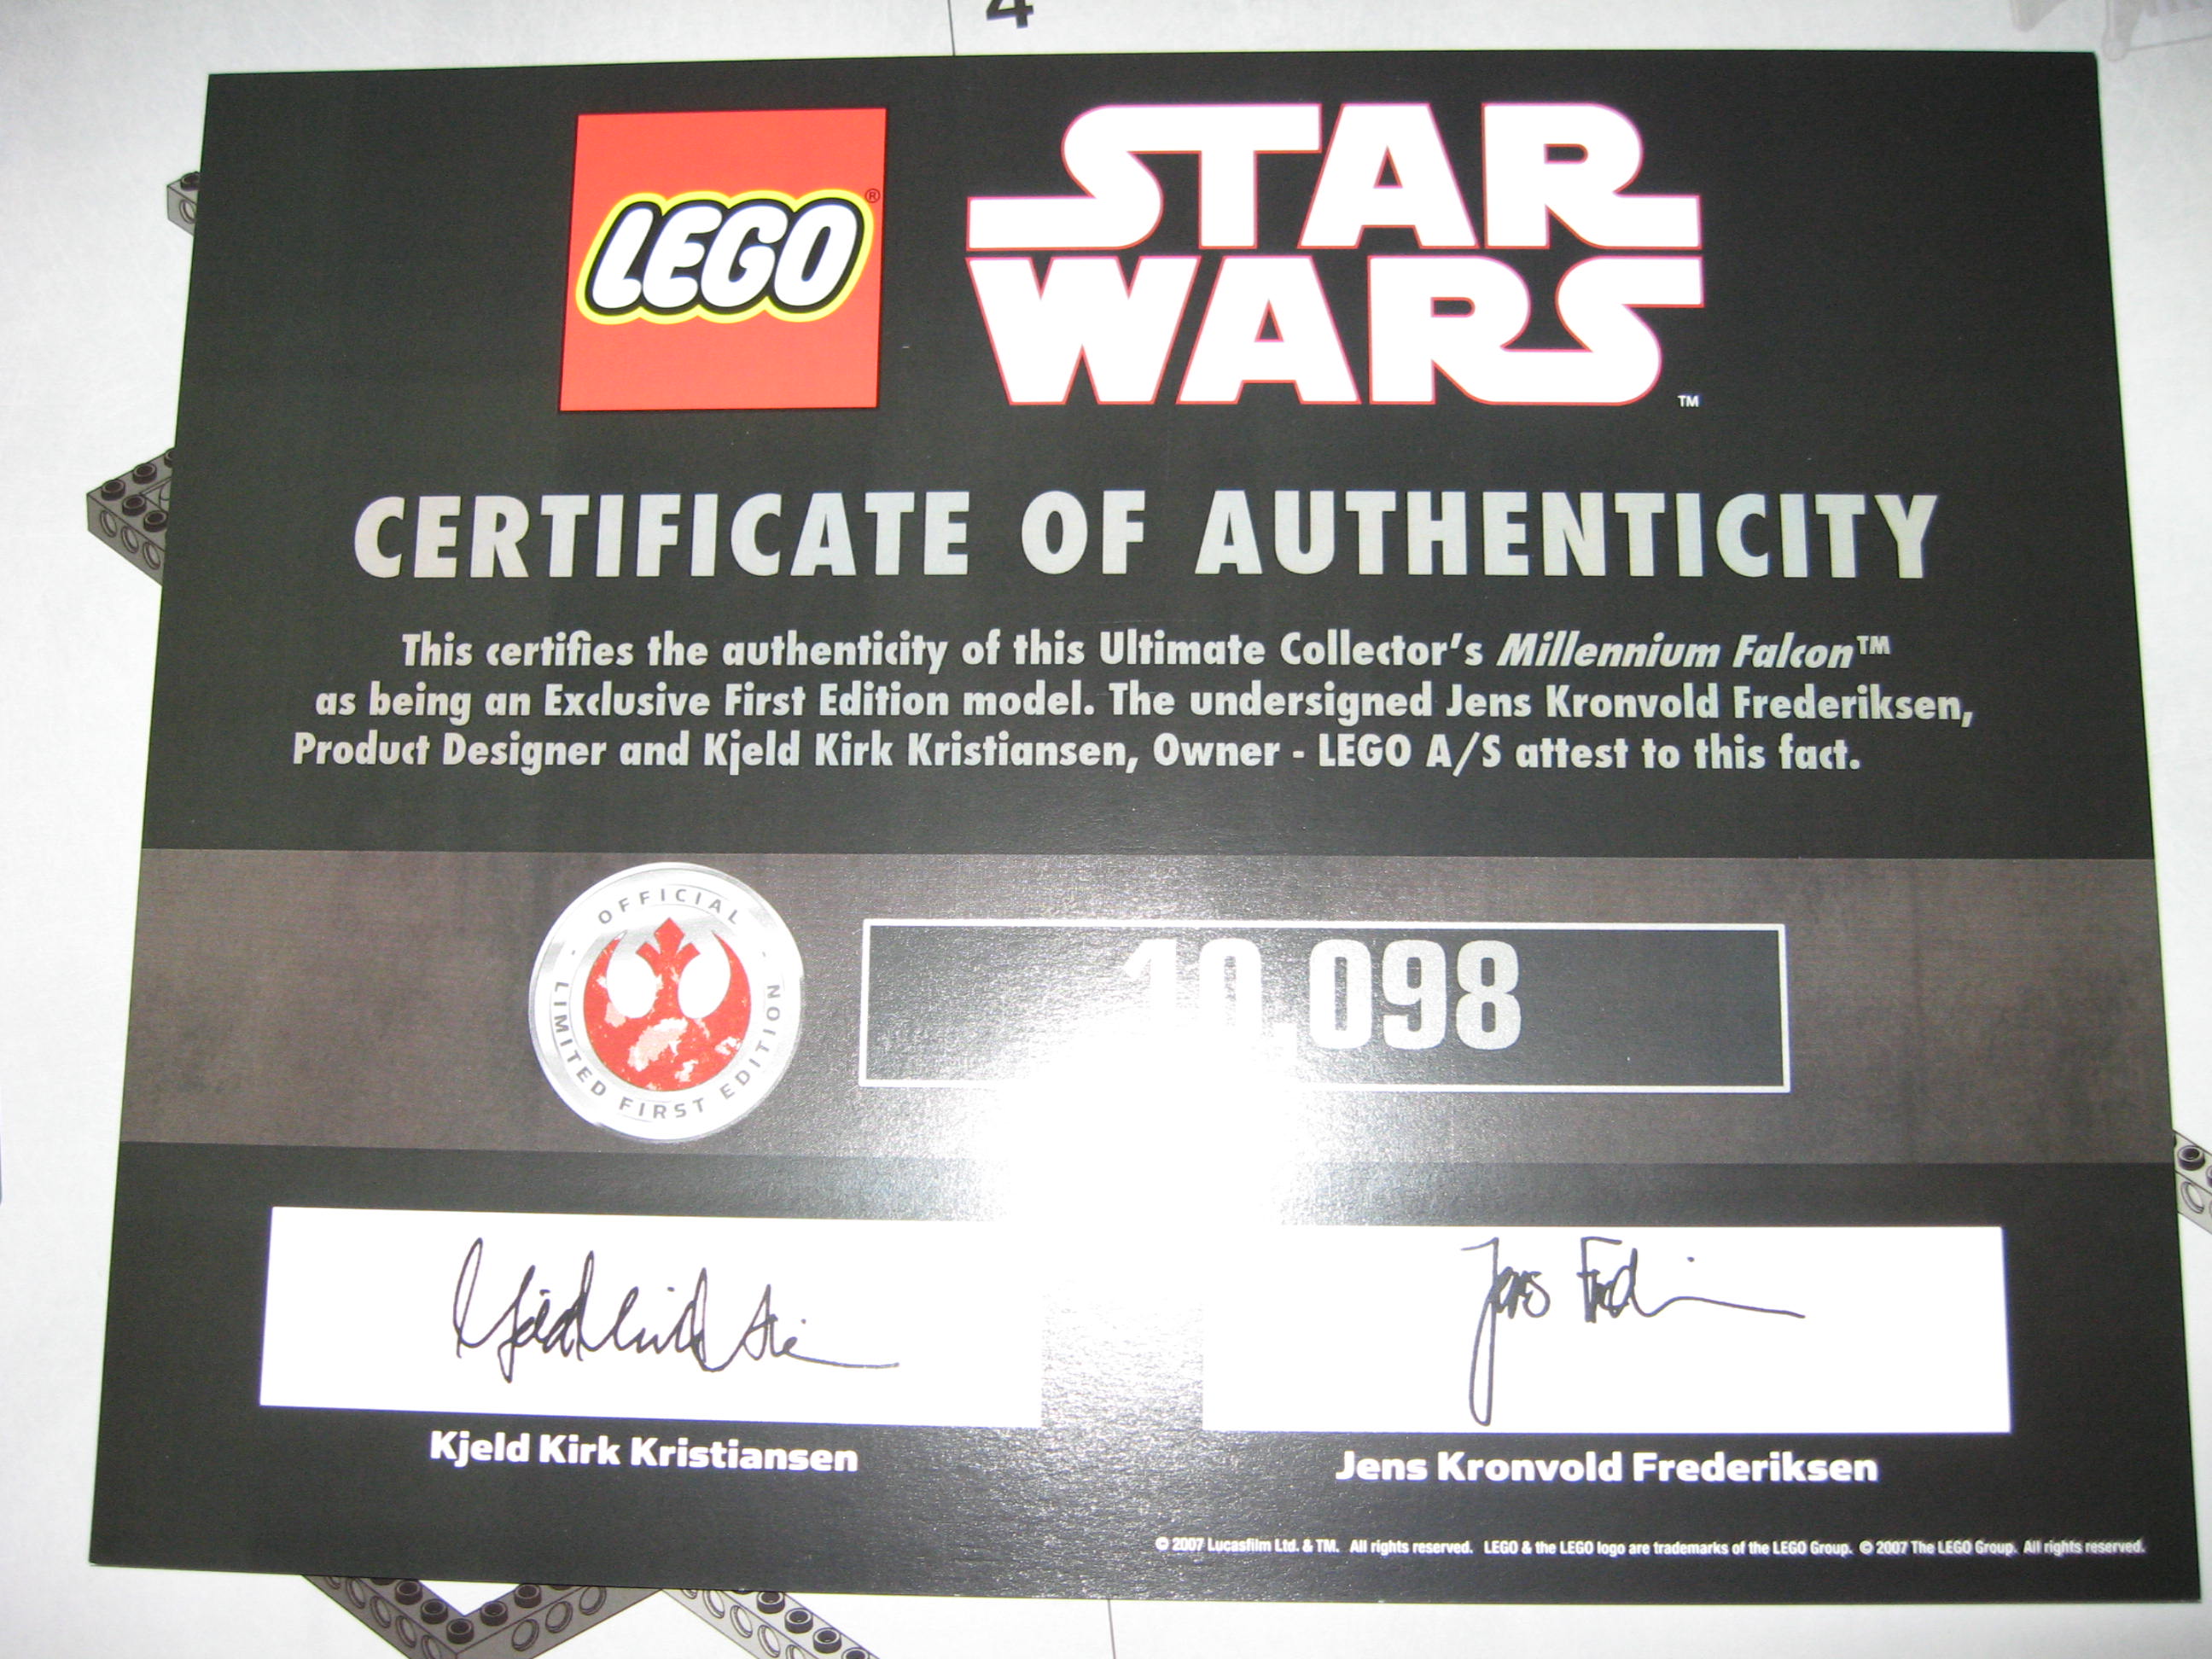 4
LEGO®
STAR
WARS™
CERTIFICATE OF AUTHENTICITY
This certifies the authenticity of this Ultimate Collector's Millennium Falcon™
as being an Exclusive First Edition model. The undersigned Jens Kronvold Frederiksen,
Product Designer and Kjeld Kirk Kristiansen, Owner - LEGO A/S attest to this fact.
OFFICIAL
- LIMITED FIRST EDITION -
10,098
Jens
Kjeld Kirk Kristiansen
Jens Kronvold Frederiksen
© 2007 Lucasfilm Ltd. & TM. All rights reserved. LEGO & the LEGO logo are trademarks of the LEGO Group. © 2007 The LEGO Group. All rights reserved.